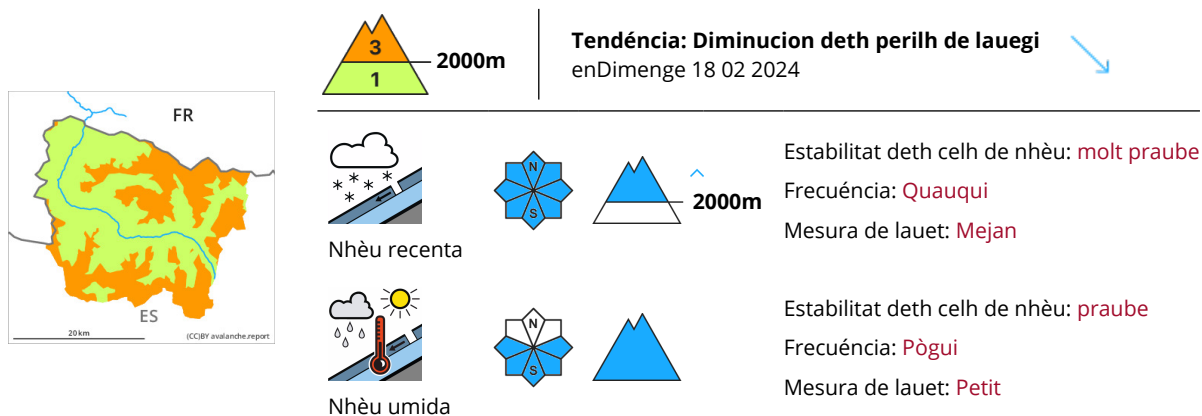 3
2000m
1
Tendéncia: Diminucion deth perilh de lauegi
enDimenge 18 02 2024
FR
ES
20 km
(CC)BY avalanche.report
N
S
2000m
Nhèu recenta
Estabilitat deth celh de nhèu: molt praube
Frecuéncia: Quauqui
Mesura de lauet: Mejan
N
S
Nhèu umida
Estabilitat deth celh de nhèu: praube
Frecuéncia: Pògui
Mesura de lauet: Petit